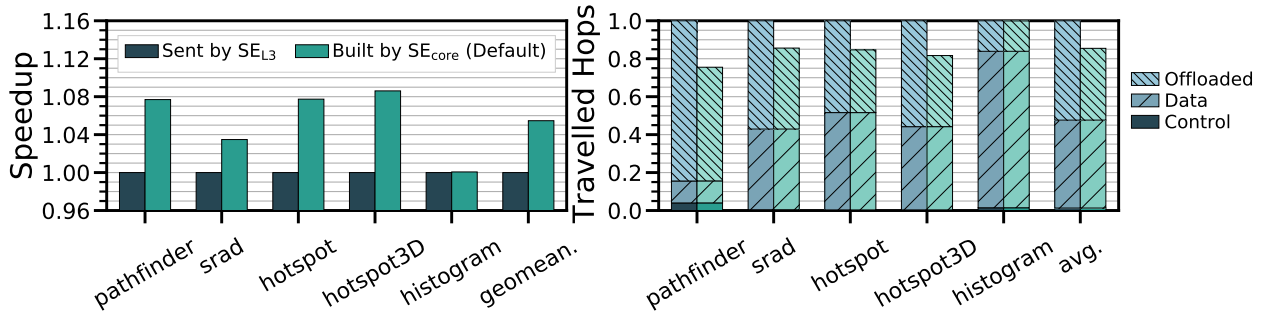 Speedup
1.16
1.12
1.08
1.04
1.00
0.96
Sent by SE_L3
Built by SE_core (Default)
pathfinder
srad
hotspot
hotspot3D
histogram
geomean.
Travelled Hops
1.0
0.8
0.6
0.4
0.2
0.0
pathfinder
srad
hotspot
hotspot3D
histogram
avg.
Offloaded
Data
Control